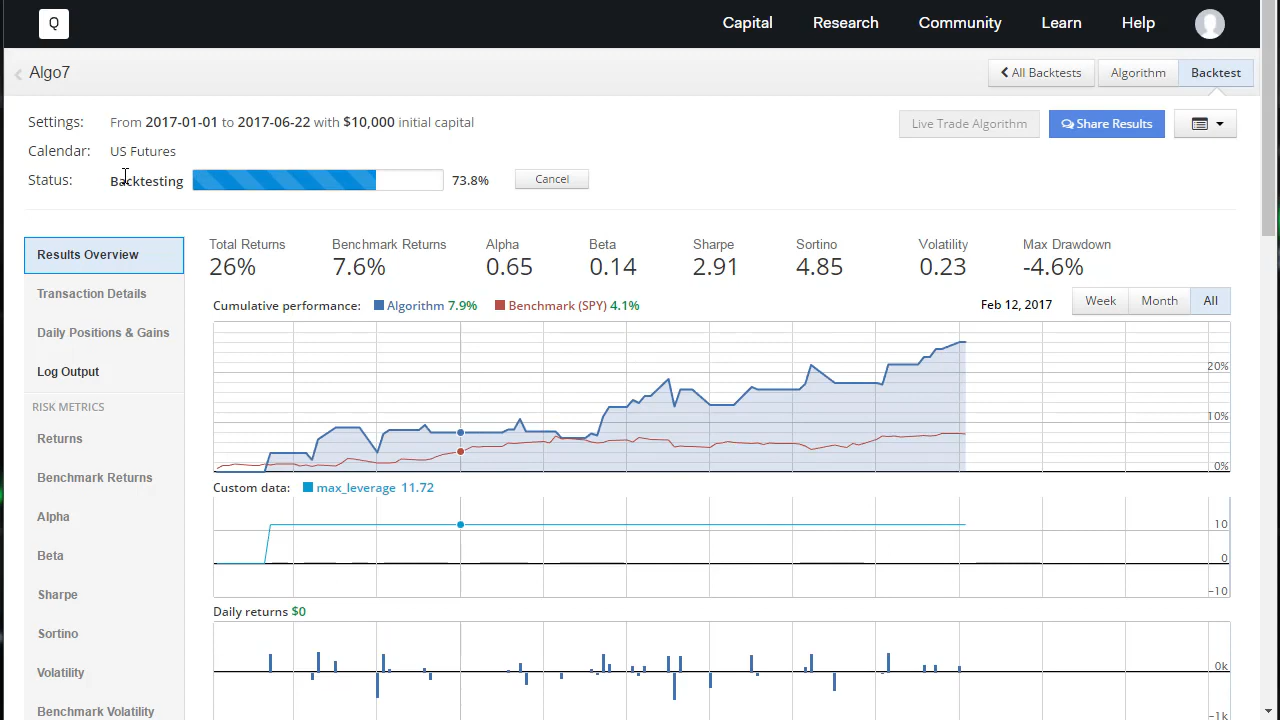 Q
Capital Research Community Learn Help
Algo7
All Backtests Algorithm Backtest
Settings: From 2017-01-01 to 2017-06-22 with $10,000 initial capital
Live Trade Algorithm Share Results
Calendar: US Futures
Status: Backtesting 73.8% Cancel
Results Overview
Transaction Details
Daily Positions & Gains
Log Output
RISK METRICS
Returns
Benchmark Returns
Alpha
Beta
Sharpe
Sortino
Volatility
Benchmark Volatility
Total Returns Benchmark Returns Alpha Beta Sharpe Sortino Volatility Max Drawdown
26% 7.6% 0.65 0.14 2.91 4.85 0.23 -4.6%
Cumulative performance: Algorithm 7.9% Benchmark (SPY) 4.1% Feb 12, 2017 Week Month All
20%
10%
0%
Custom data: max_leverage 11.72
10
0
-10
Daily returns $0
0k
-1k